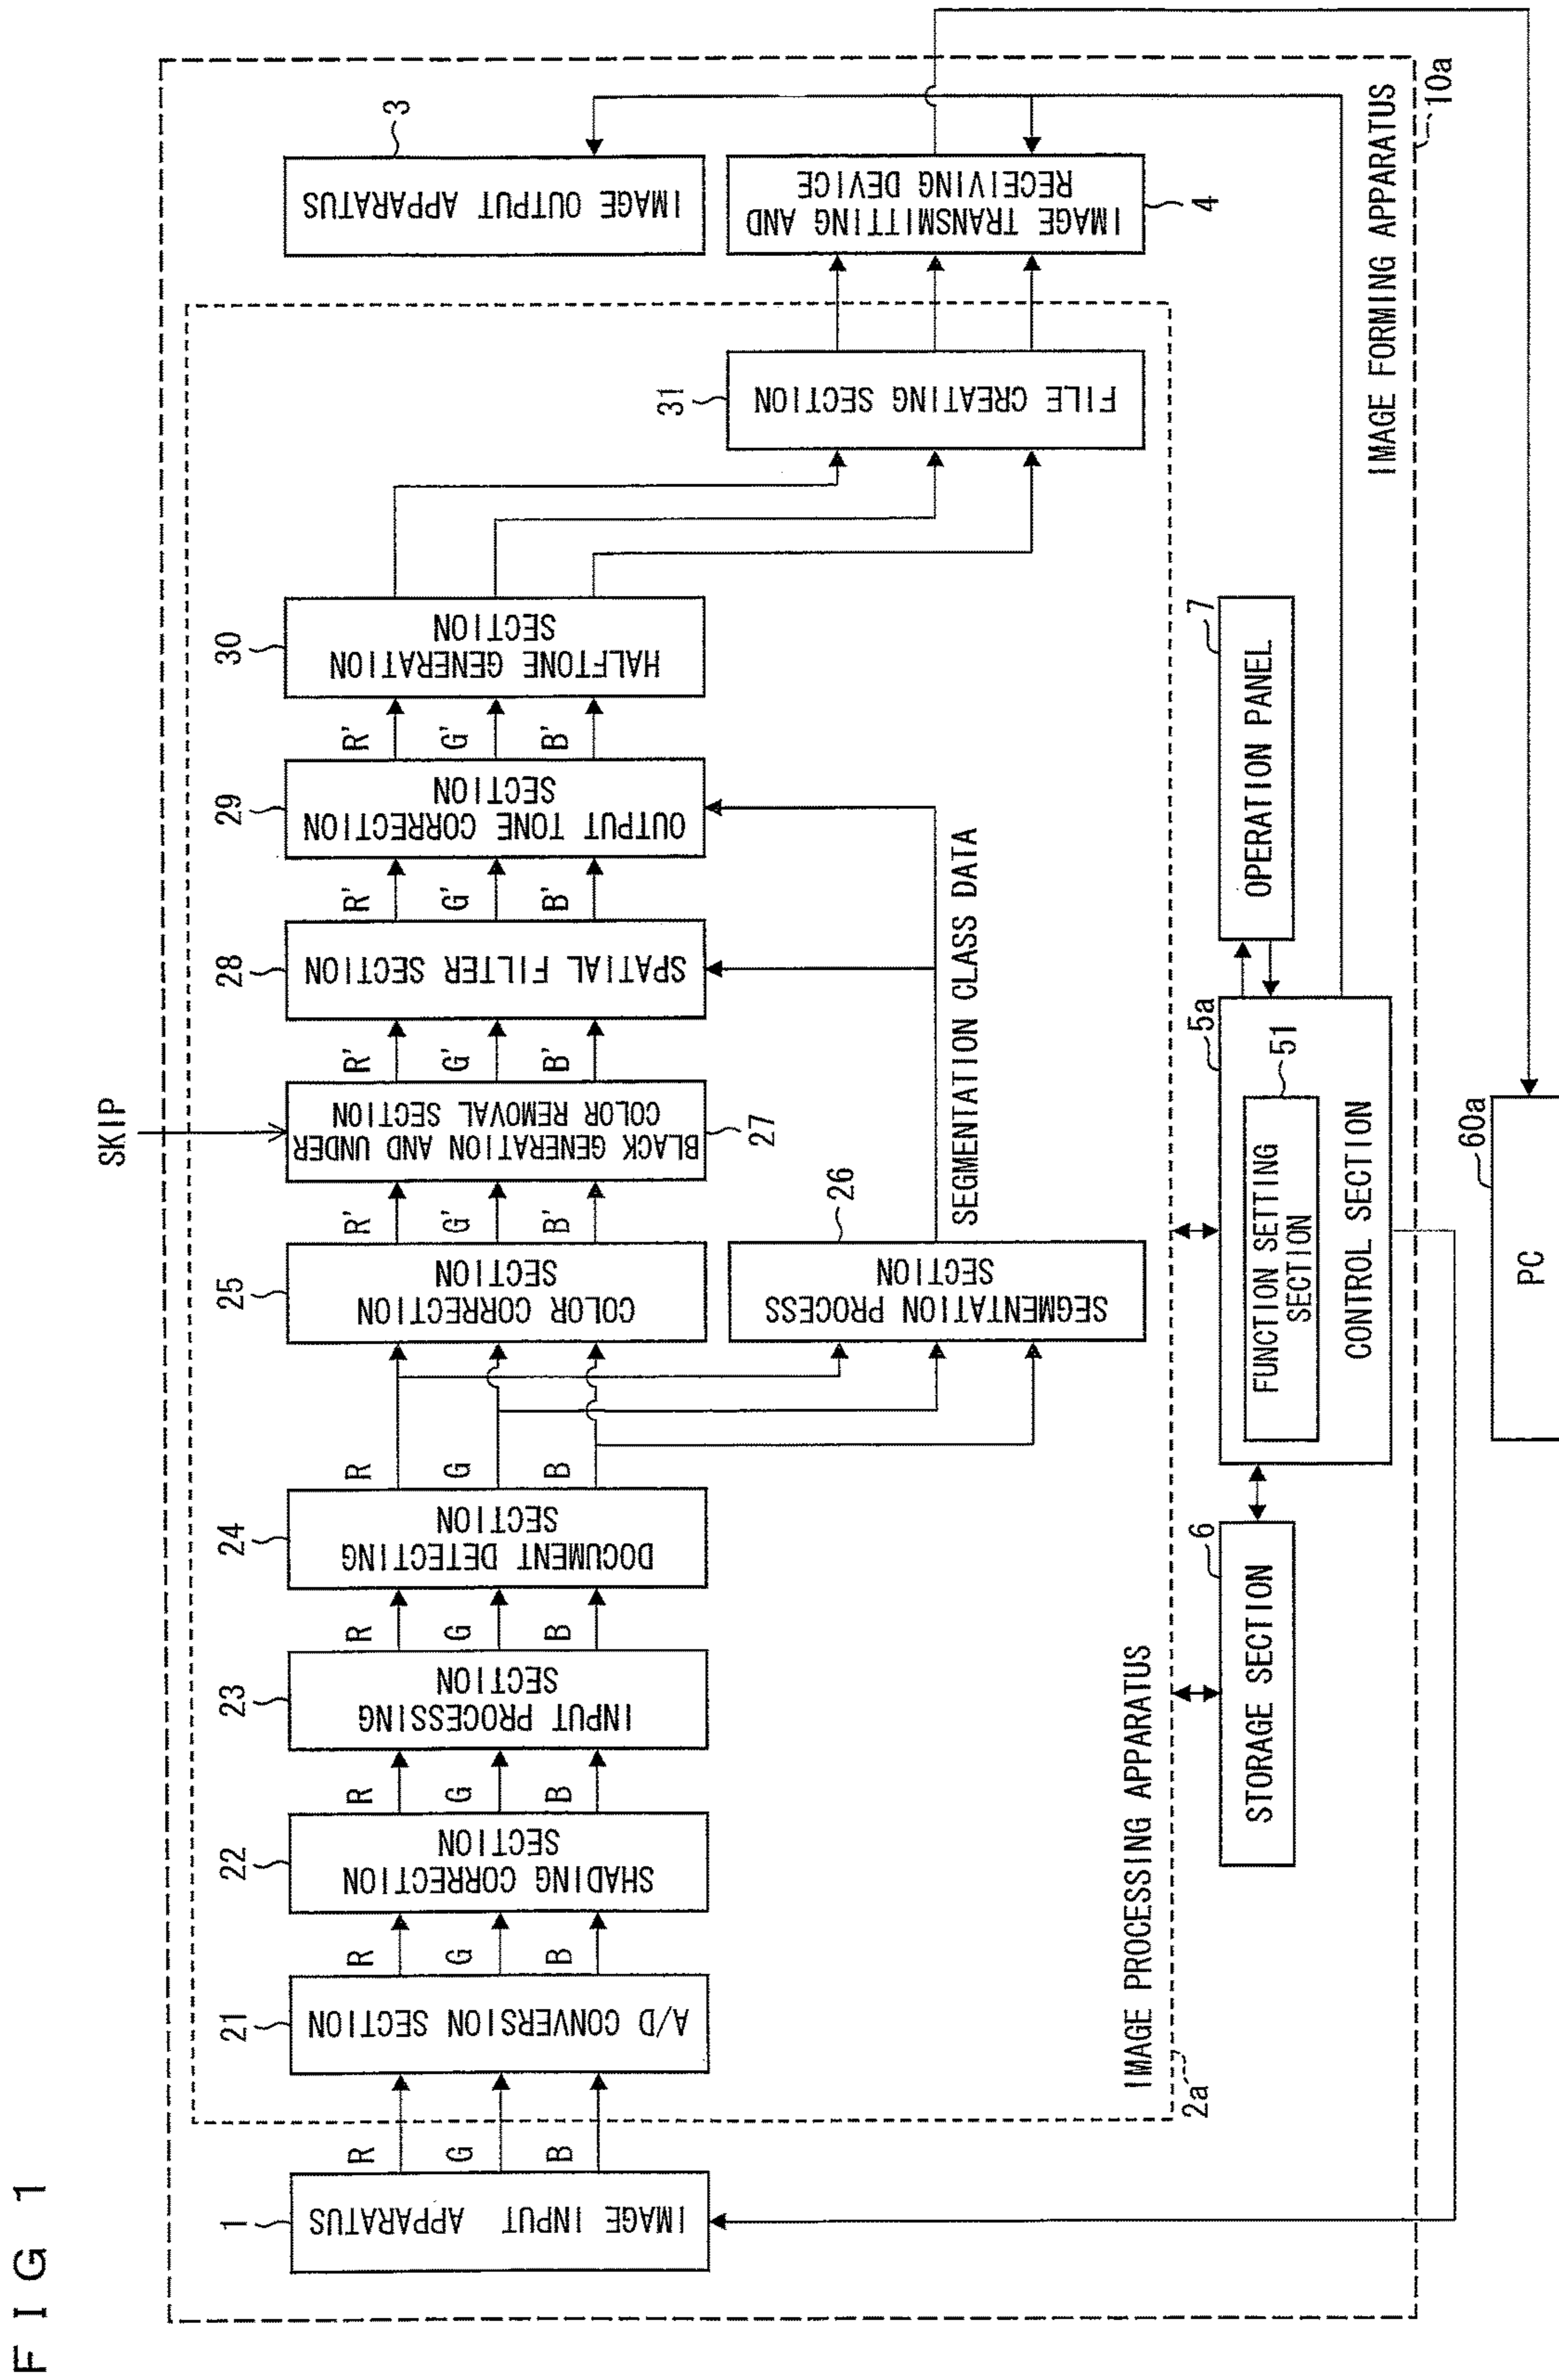 FIG 1
SKIP
1
IMAGE INPUT APPARATUS
R
G
B
21
A/D CONVERSION SECTION
R
G
B
22
SHADING CORRECTION
SECTION
R
G
B
23
INPUT PROCESSING
SECTION
R
G
B
24
DOCUMENT DETECTING
SECTION
R
G
B
25
COLOR CORRECTION
SECTION
R'
G'
B'
BLACK GENERATION AND UNDER
COLOR REMOVAL SECTION
27
R'
G'
B'
28
SPATIAL FILTER SECTION
R'
G'
B'
29
OUTPUT TONE CORRECTION
SECTION
R'
G'
B'
30
HALFTONE GENERATION
SECTION
3
IMAGE OUTPUT APPARATUS
26
SEGMENTATION PROCESS
SECTION
SEGMENTATION CLASS DATA
31
FILE CREATING SECTION
IMAGE TRANSMITTING AND
RECEIVING DEVICE
4
IMAGE PROCESSING APPARATUS
2a
6
STORAGE SECTION
5a
51
FUNCTION SETTING
SECTION
CONTROL SECTION
7
OPERATION PANEL
IMAGE FORMING APPARATUS
10a
60a
PC